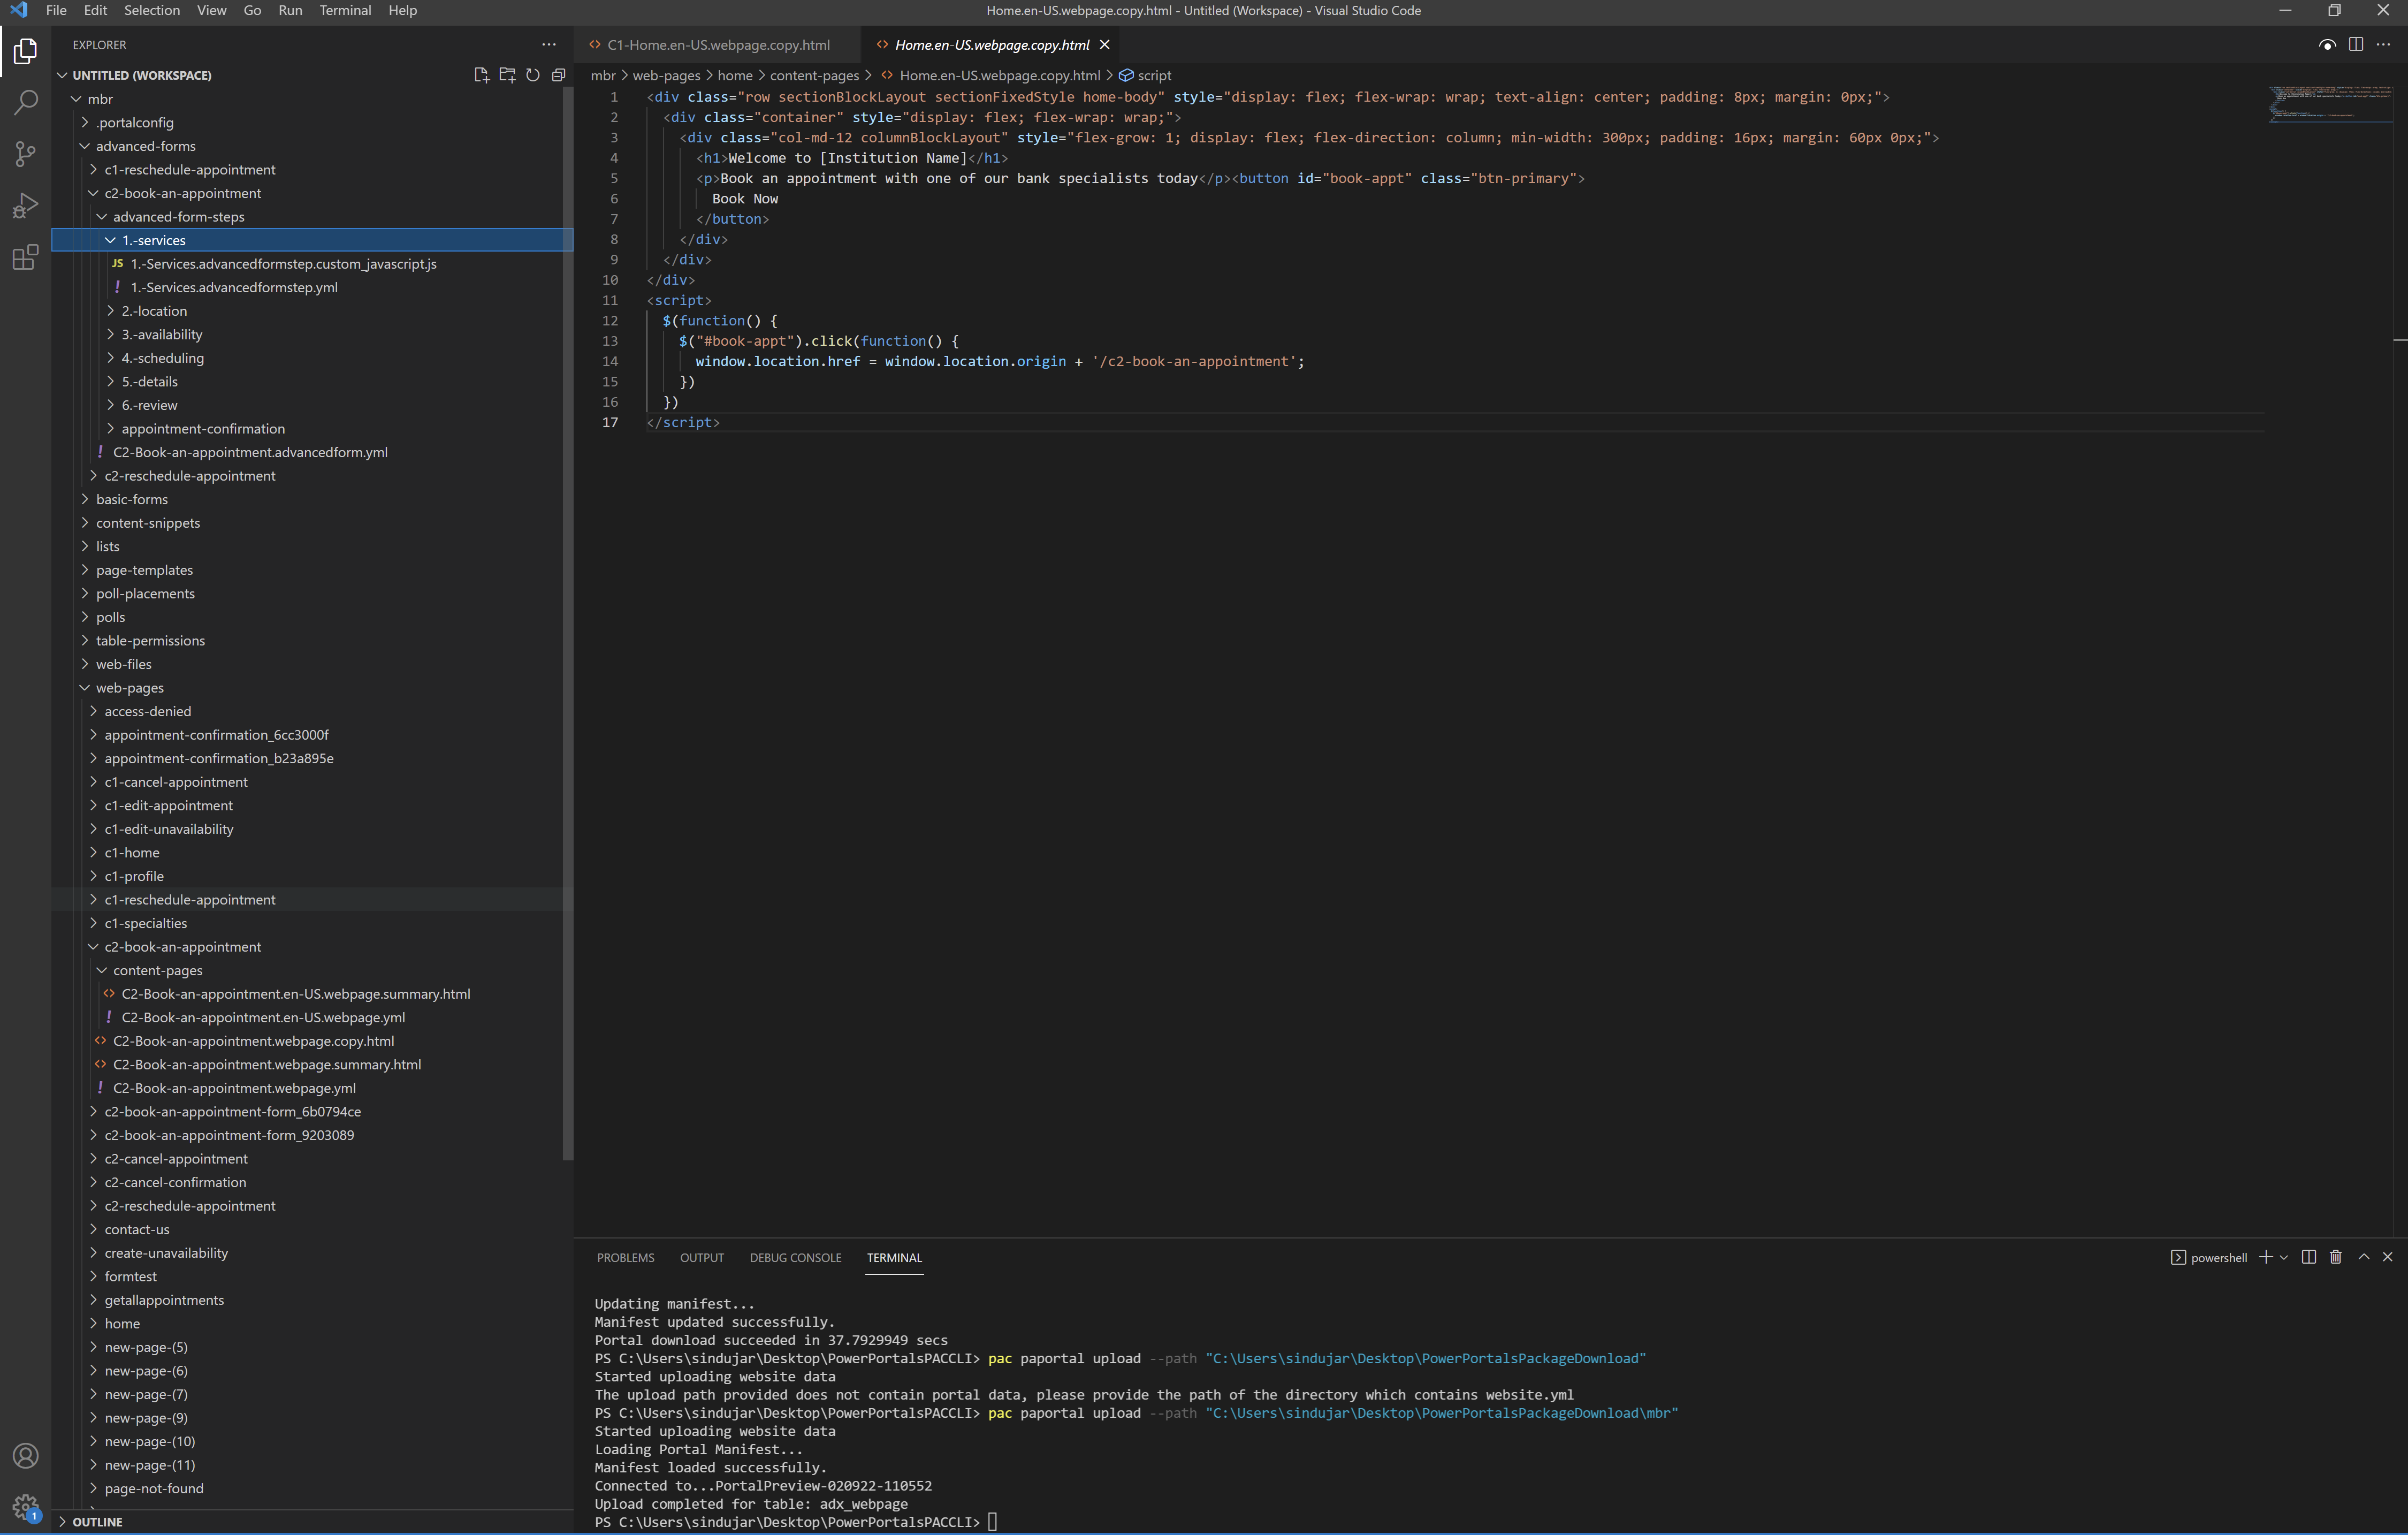 File Edit Selection View Go Run Terminal Help
Home.en-US.webpage.copy.html - Untitled (Workspace) - Visual Studio Code
EXPLORER
UNTITLED (WORKSPACE)
mbr
.portalconfig
advanced-forms
c1-reschedule-appointment
c2-book-an-appointment
advanced-form-steps
1.-services
JS 1.-Services.advancedformstep.custom_javascript.js
! 1.-Services.advancedformstep.yml
2.-location
3.-availability
4.-scheduling
5.-details
6.-review
appointment-confirmation
! C2-Book-an-appointment.advancedform.yml
c2-reschedule-appointment
basic-forms
content-snippets
lists
page-templates
poll-placements
polls
table-permissions
web-files
web-pages
access-denied
appointment-confirmation_6cc3000f
appointment-confirmation_b23a895e
c1-cancel-appointment
c1-edit-appointment
c1-edit-unavailability
c1-home
c1-profile
c1-reschedule-appointment
c1-specialties
c2-book-an-appointment
content-pages
<> C2-Book-an-appointment.en-US.webpage.summary.html
! C2-Book-an-appointment.en-US.webpage.yml
<> C2-Book-an-appointment.webpage.copy.html
<> C2-Book-an-appointment.webpage.summary.html
! C2-Book-an-appointment.webpage.yml
c2-book-an-appointment-form_6b0794ce
c2-book-an-appointment-form_9203089
c2-cancel-appointment
c2-cancel-confirmation
c2-reschedule-appointment
contact-us
create-unavailability
formtest
getallappointments
home
new-page-(5)
new-page-(6)
new-page-(7)
new-page-(9)
new-page-(10)
new-page-(11)
page-not-found
OUTLINE
1
<> C1-Home.en-US.webpage.copy.html
<> Home.en-US.webpage.copy.html
mbr > web-pages > home > content-pages > <> Home.en-US.webpage.copy.html > script
1 <div class="row sectionBlockLayout sectionFixedStyle home-body" style="display: flex; flex-wrap: wrap; text-align: center; padding: 8px; margin: 0px;">
2 <div class="container" style="display: flex; flex-wrap: wrap;">
3 <div class="col-md-12 columnBlockLayout" style="flex-grow: 1; display: flex; flex-direction: column; min-width: 300px; padding: 16px; margin: 60px 0px;">
4 <h1>Welcome to [Institution Name]</h1>
5 <p>Book an appointment with one of our bank specialists today</p><button id="book-appt" class="btn-primary">
6 Book Now
7 </button>
8 </div>
9 </div>
10 </div>
11 <script>
12 $(function() {
13 $("#book-appt").click(function() {
14 window.location.href = window.location.origin + '/c2-book-an-appointment';
15 })
16 })
17 </script>
PROBLEMS OUTPUT DEBUG CONSOLE TERMINAL
powershell
Updating manifest...
Manifest updated successfully.
Portal download succeeded in 37.7929949 secs
PS C:\Users\sindujar\Desktop\PowerPortalsPACCLI> pac paportal upload --path "C:\Users\sindujar\Desktop\PowerPortalsPackageDownload"
Started uploading website data
The upload path provided does not contain portal data, please provide the path of the directory which contains website.yml
PS C:\Users\sindujar\Desktop\PowerPortalsPACCLI> pac paportal upload --path "C:\Users\sindujar\Desktop\PowerPortalsPackageDownload\mbr"
Started uploading website data
Loading Portal Manifest...
Manifest loaded successfully.
Connected to...PortalPreview-020922-110552
Upload completed for table: adx_webpage
PS C:\Users\sindujar\Desktop\PowerPortalsPACCLI>